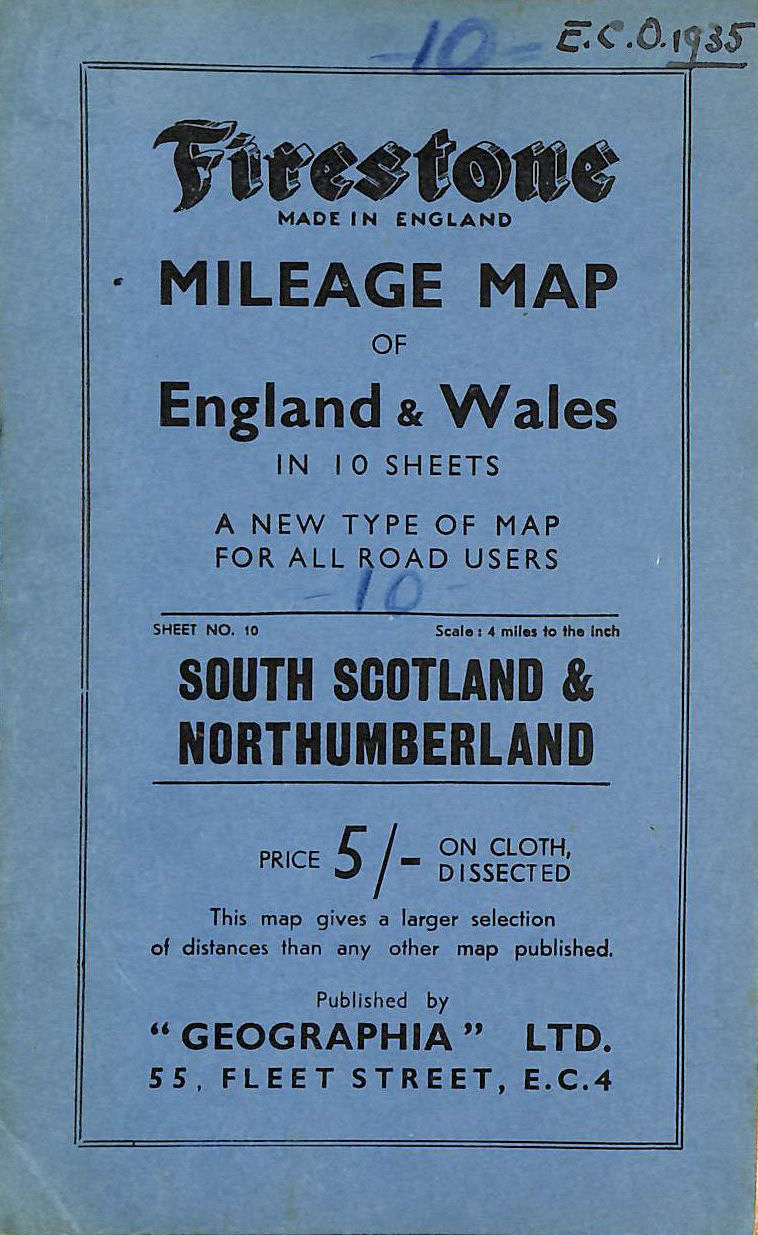 -10-
E.C.O. 1935
Firestone
MADE IN ENGLAND
MILEAGE MAP
OF
England & Wales
IN 10 SHEETS
A NEW TYPE OF MAP
FOR ALL ROAD USERS
-10-
SHEET NO. 10 Scale : 4 miles to the Inch
SOUTH SCOTLAND &
NORTHUMBERLAND
PRICE 5/- ON CLOTH,
DISSECTED
This map gives a larger selection
of distances than any other map published.
Published by
“GEOGRAPHIA” LTD.
55, FLEET STREET, E.C.4